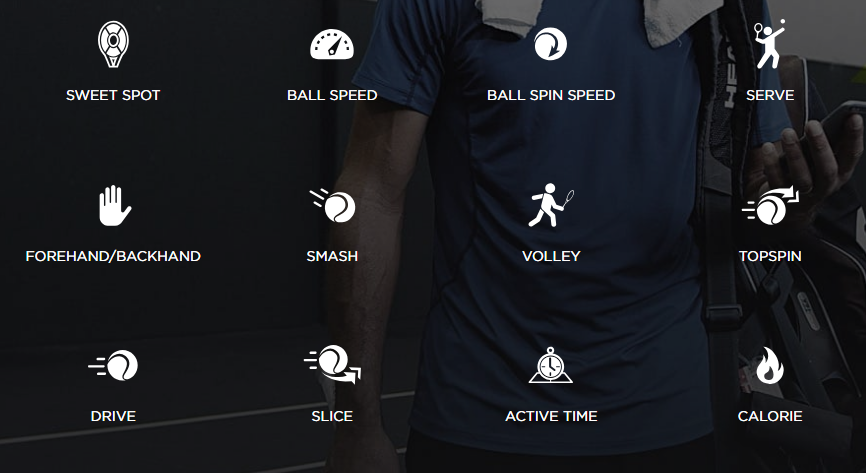 SWEET SPOT
BALL SPEED
BALL SPIN SPEED
SERVE
FOREHAND/BACKHAND
SMASH
VOLLEY
TOPSPIN
DRIVE
SLICE
ACTIVE TIME
CALORIE